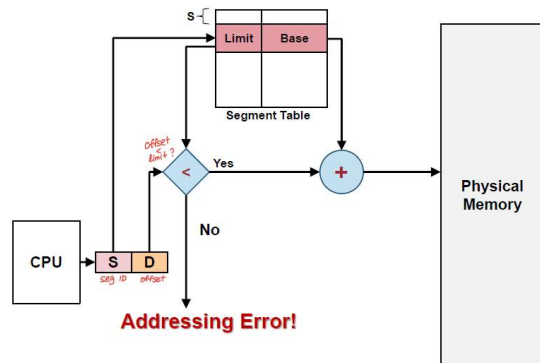 S
Limit Base
Segment Table
offset
<
limit ?
<
Yes
+
Physical
Memory
No
CPU
S D
seg ID offset
Addressing Error!